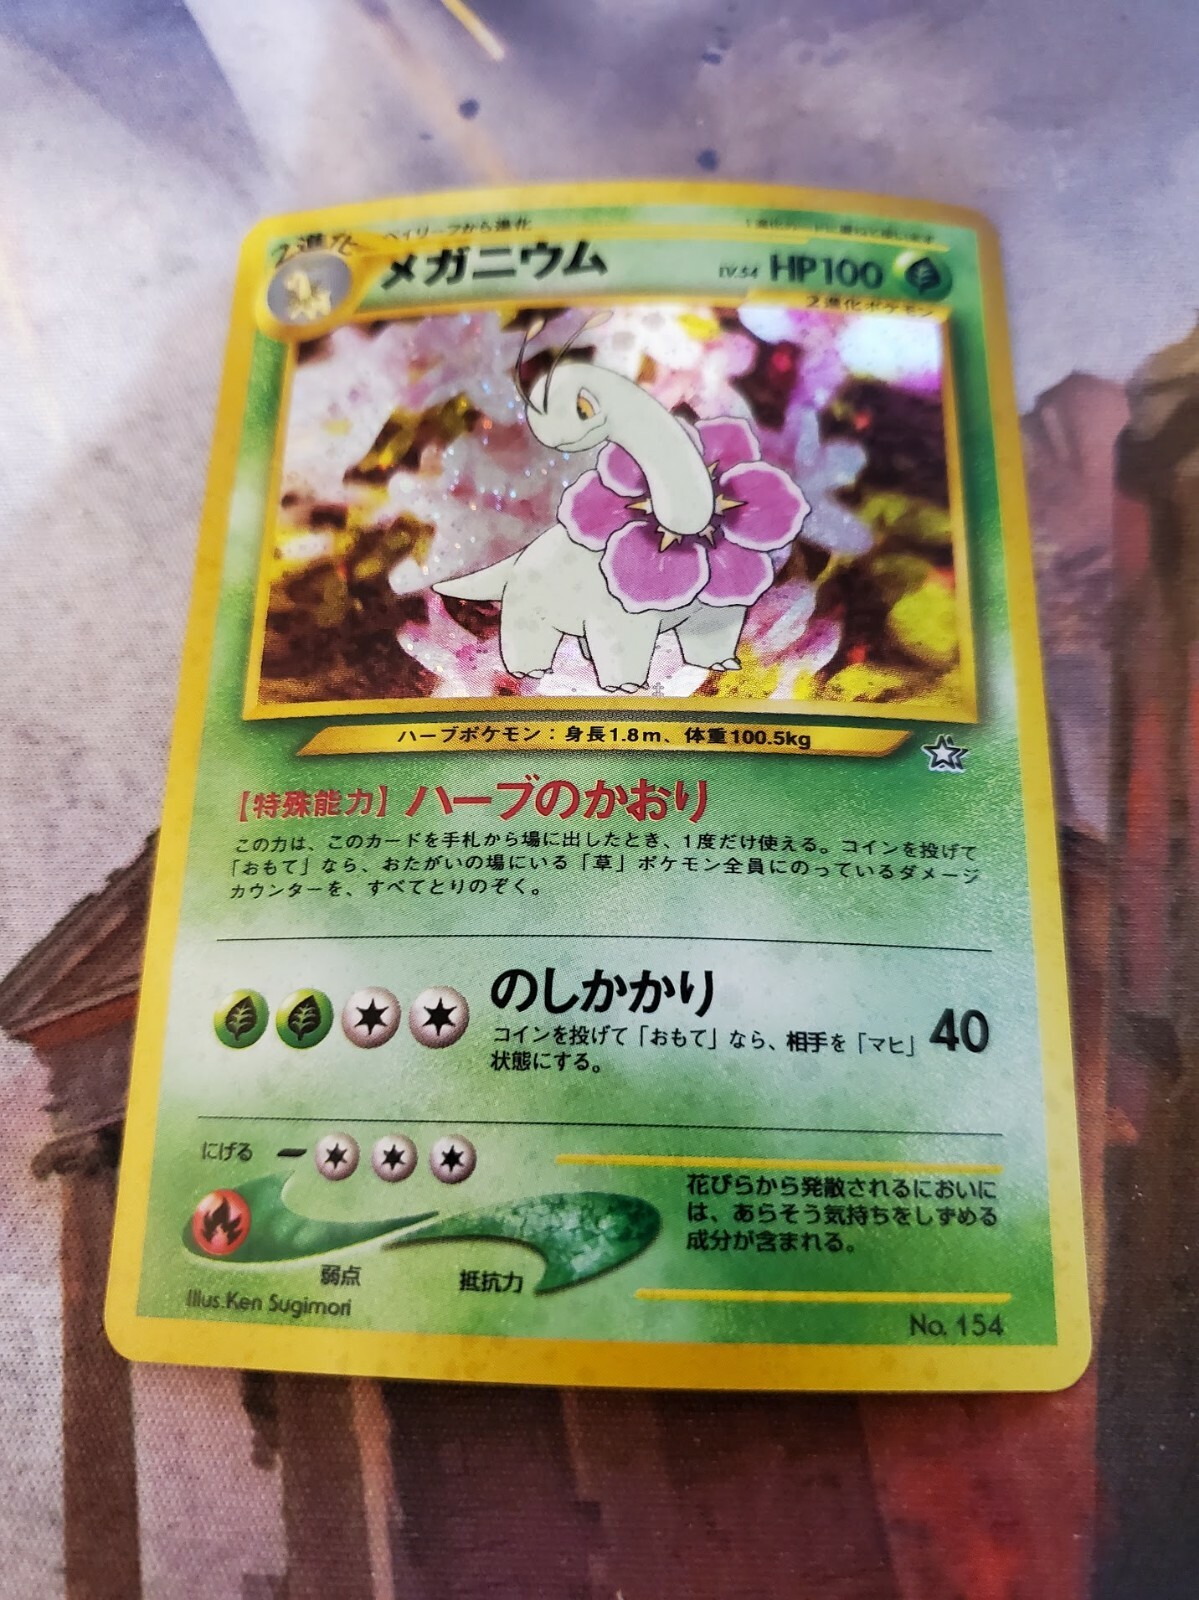 2進化
ベイリーフから進化
メガニウム
LV.54 HP100
2進化ポケモン
ハーブポケモン：身長1.8m、体重100.5kg
【特殊能力】ハーブのかおり
この力は、このカードを手札から場に出したとき、1度だけ使える。コインを投げて
「おもて」なら、おたがいの場にいる「草」ポケモン全員にのっているダメージ
カウンターを、すべてとりのぞく。
のしかかり
コインを投げて「おもて」なら、相手を「マヒ」
状態にする。
40
にげる
花びらから発散されるにおいに
は、あらそう気持ちをしずめる
成分が含まれる。
弱点
抵抗力
Illus.Ken Sugimori
No. 154